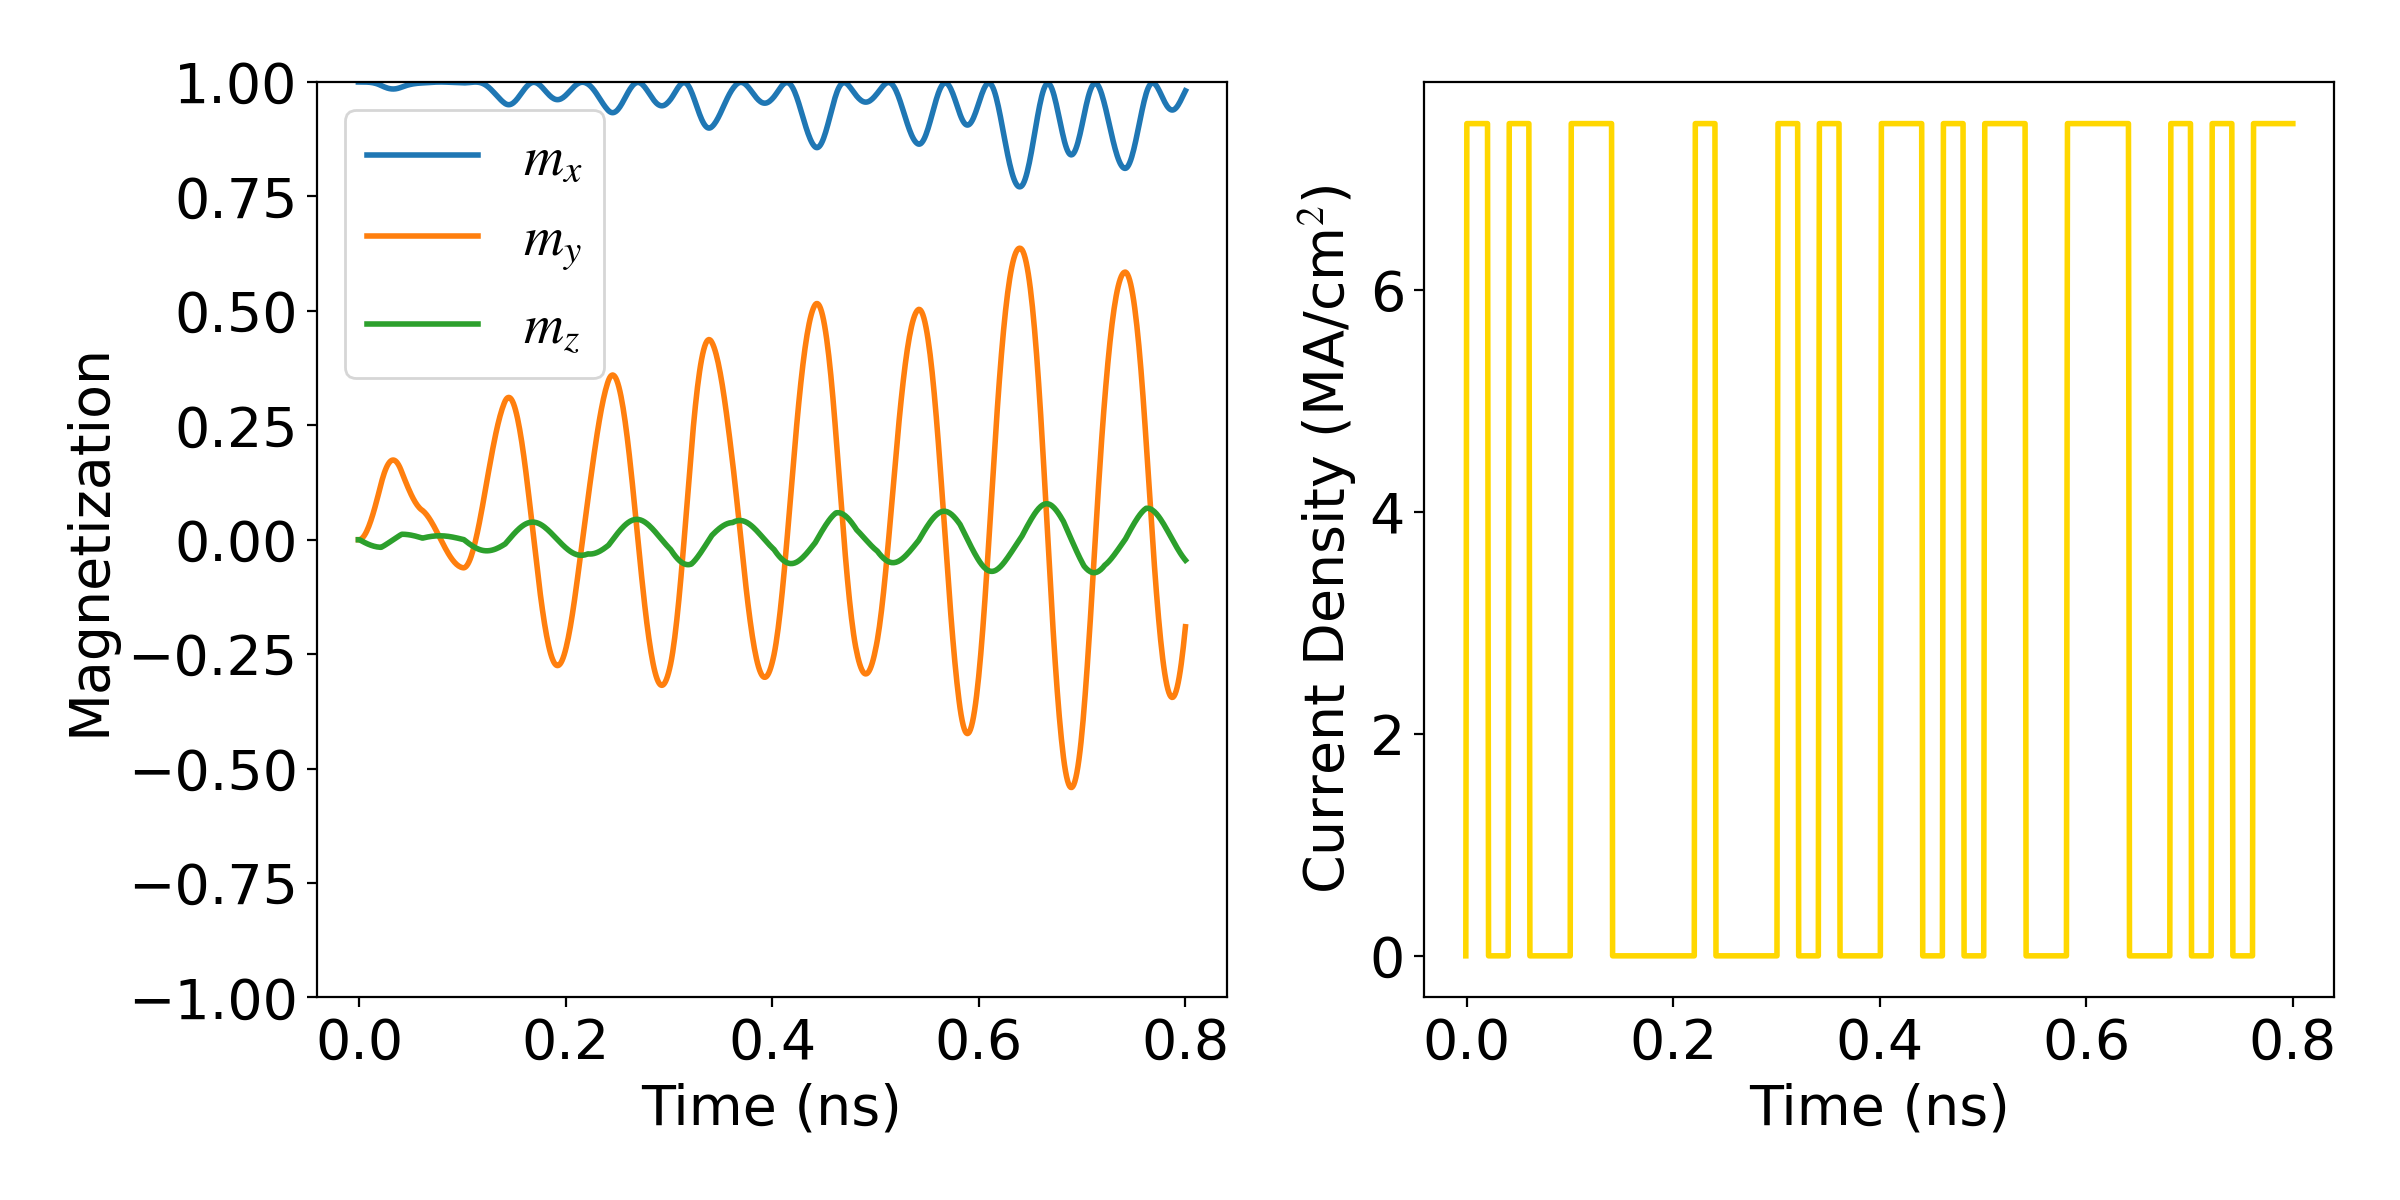 1.00
0.75
0.50
0.25
0.00
−0.25
−0.50
−0.75
−1.00
Magnetization
m_x
m_y
m_z
0.0 0.2 0.4 0.6 0.8
Time (ns)
6
4
2
0
Current Density (MA/cm²)
0.0 0.2 0.4 0.6 0.8
Time (ns)